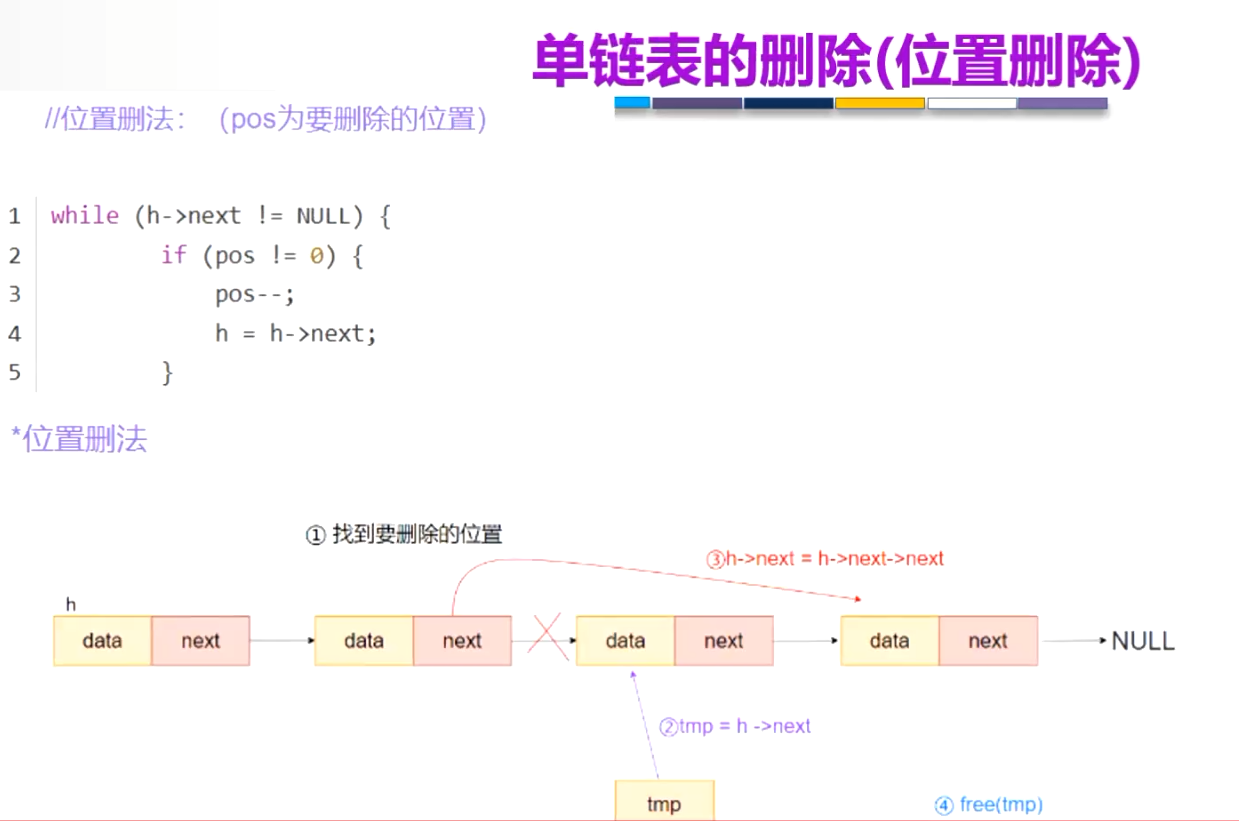 单链表的删除(位置删除)
//位置删法： （pos为要删除的位置）
1 while (h->next != NULL) {
2 if (pos != 0) {
3 pos--;
4 h = h->next;
5 }
*位置删法
① 找到要删除的位置
③h->next = h->next->next
h
data next data next data next data next NULL
②tmp = h ->next
tmp
④ free(tmp)